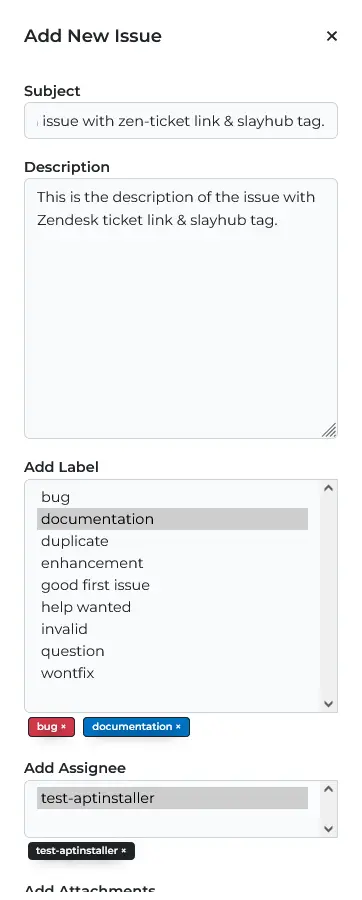 Add New Issue ×
Subject
issue with zen-ticket link & slayhub tag.
Description
This is the description of the issue with
Zendesk ticket link & slayhub tag.
Add Label
bug
documentation
duplicate
enhancement
good first issue
help wanted
invalid
question
wontfix
bug × documentation ×
Add Assignee
test-aptinstaller
test-aptinstaller ×
Add Attachments